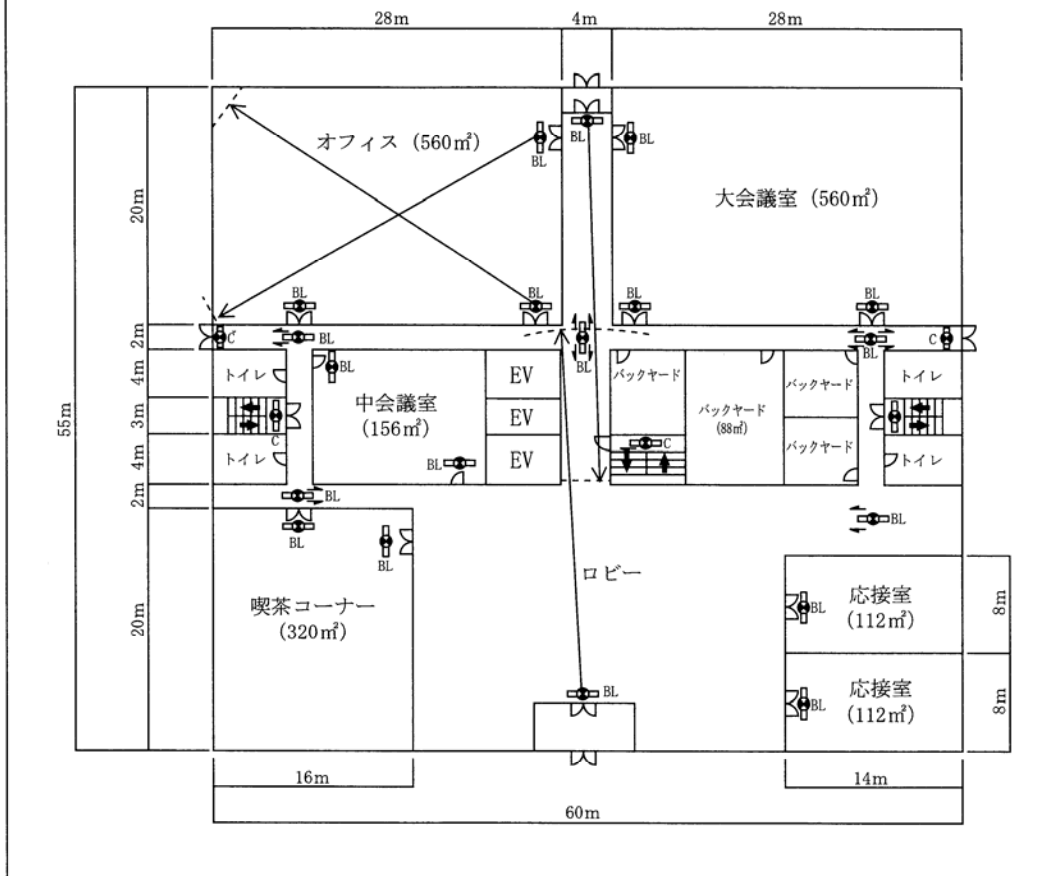 28m
4m
28m
BL
BL
BL
オフィス（560㎡）
大会議室（560㎡）
20m
BL
BL
BL
BL
2m
C
BL
BL
BL
C
4m
トイレ
BL
EV
バックヤード
バックヤード
トイレ
中会議室
（156㎡）
バックヤード
（88㎡）
55m
3m
C
EV
C
4m
トイレ
BL
EV
バックヤード
トイレ
2m
BL
BL
BL
BL
ロビー
喫茶コーナー
（320㎡）
20m
応接室
（112㎡）
BL
8m
BL
応接室
（112㎡）
BL
8m
16m
14m
60m